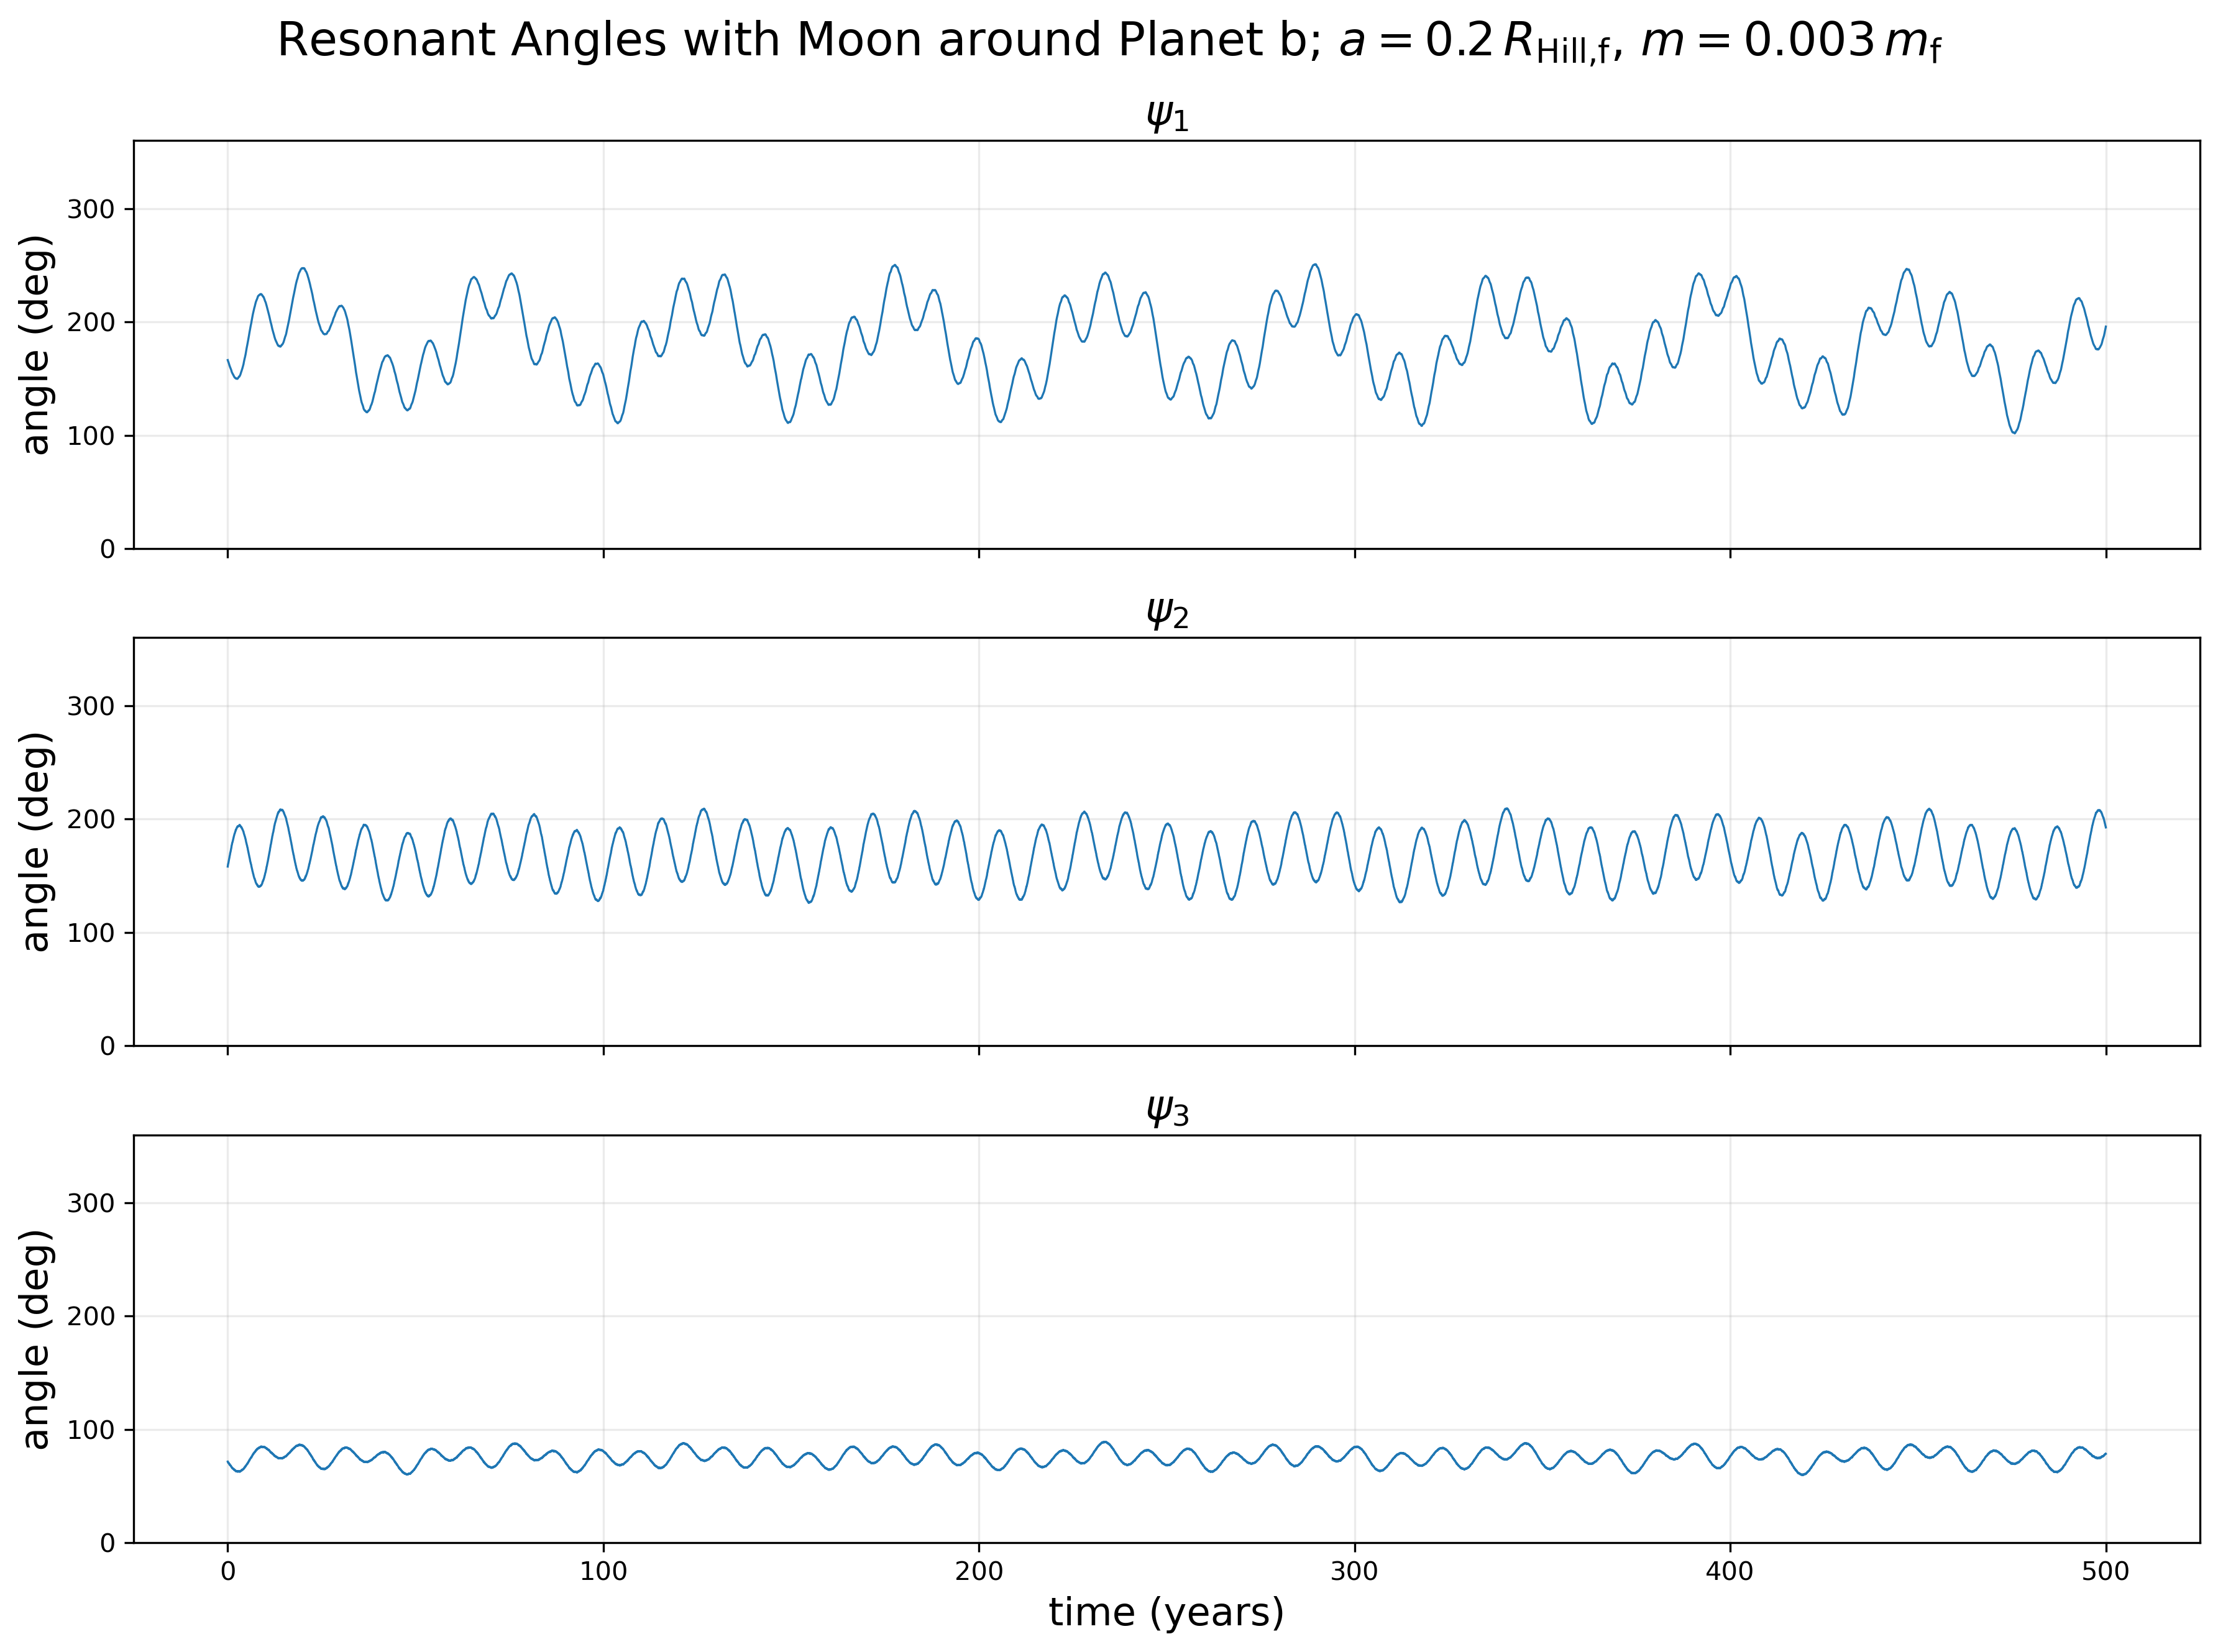 Resonant Angles with Moon around Planet b; a = 0.2 R_Hill,f, m = 0.003 m_f
ψ₁
angle (deg)
300
200
100
0
ψ₂
angle (deg)
300
200
100
0
ψ₃
angle (deg)
300
200
100
0
0 100 200 300 400 500
time (years)